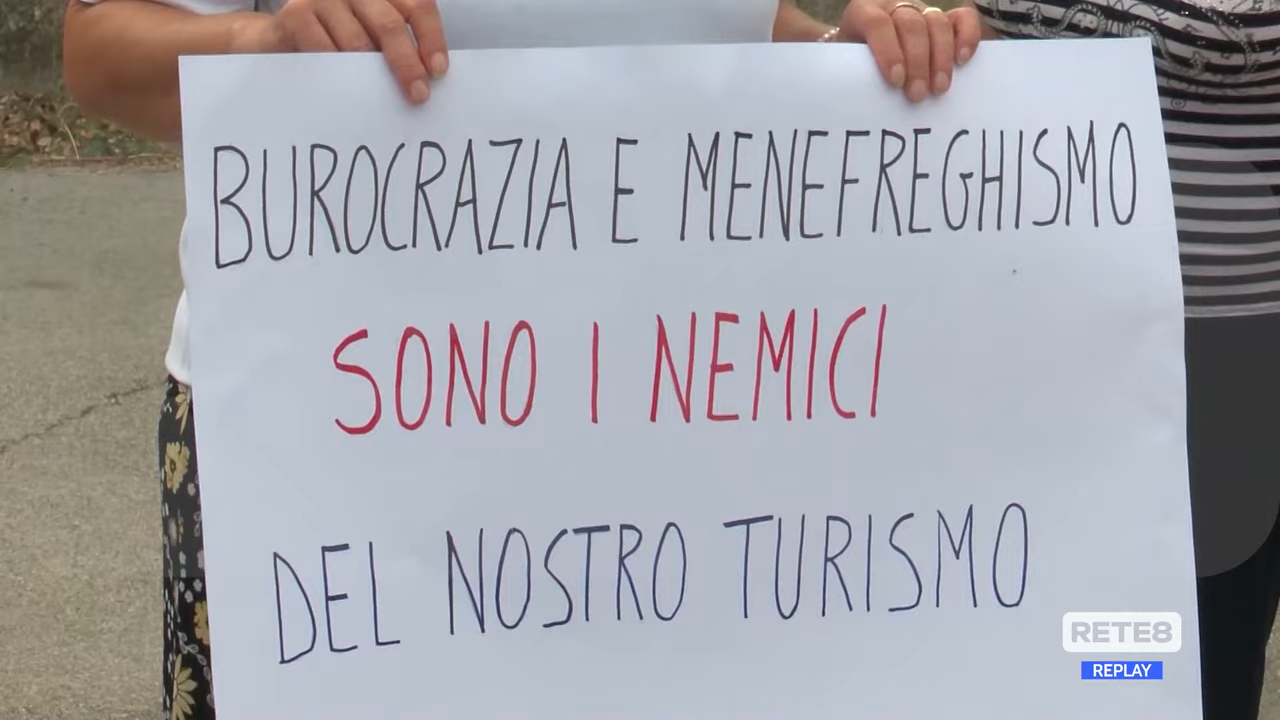 BUROCRAZIA E MENEFREGHISMO
SONO I NEMICI
DEL NOSTRO TURISMO
RETE8
REPLAY